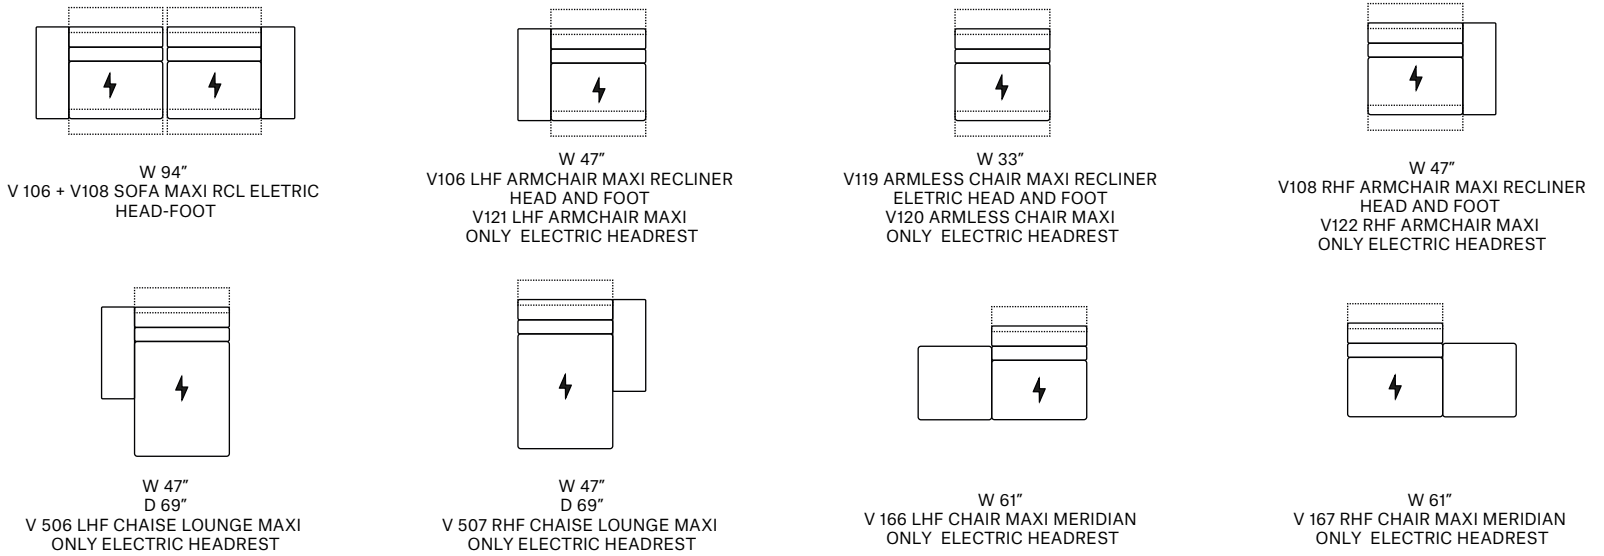 W 94″
V 106 + V108 SOFA MAXI RCL ELETRIC
HEAD-FOOT
W 47″
V106 LHF ARMCHAIR MAXI RECLINER
HEAD AND FOOT
V121 LHF ARMCHAIR MAXI
ONLY ELECTRIC HEADREST
W 33″
V119 ARMLESS CHAIR MAXI RECLINER
ELETRIC HEAD AND FOOT
V120 ARMLESS CHAIR MAXI
ONLY ELECTRIC HEADREST
W 47″
V108 RHF ARMCHAIR MAXI RECLINER
HEAD AND FOOT
V122 RHF ARMCHAIR MAXI
ONLY ELECTRIC HEADREST
W 47″
D 69″
V 506 LHF CHAISE LOUNGE MAXI
ONLY ELECTRIC HEADREST
W 47″
D 69″
V 507 RHF CHAISE LOUNGE MAXI
ONLY ELECTRIC HEADREST
W 61″
V 166 LHF CHAIR MAXI MERIDIAN
ONLY ELECTRIC HEADREST
W 61″
V 167 RHF CHAIR MAXI MERIDIAN
ONLY ELECTRIC HEADREST